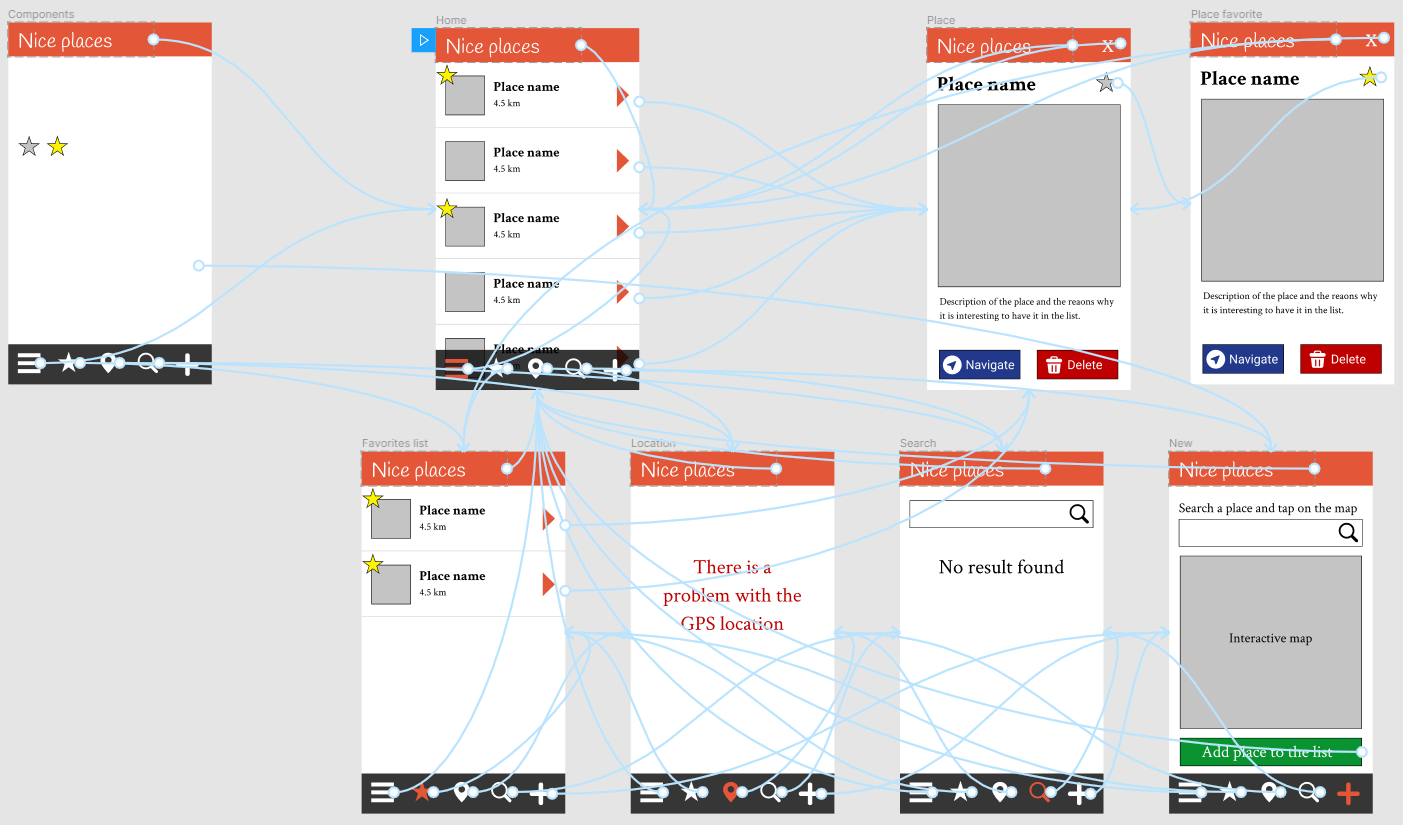 Components
Nice places
Home
Nice places
Place name
4.5 km
Place name
4.5 km
Place name
4.5 km
Place name
4.5 km
Place name
Place
Nice places
x
Place name
Description of the place and the reaons why
it is interesting to have it in the list.
Navigate
Delete
Place favorite
Nice places
x
Place name
Description of the place and the reaons why
it is interesting to have it in the list.
Navigate
Delete
Favorites list
Nice places
Place name
4.5 km
Place name
4.5 km
Location
Nice places
There is a
problem with the
GPS location
Search
Nice places
No result found
New
Nice places
Search a place and tap on the map
Interactive map
Add place to the list